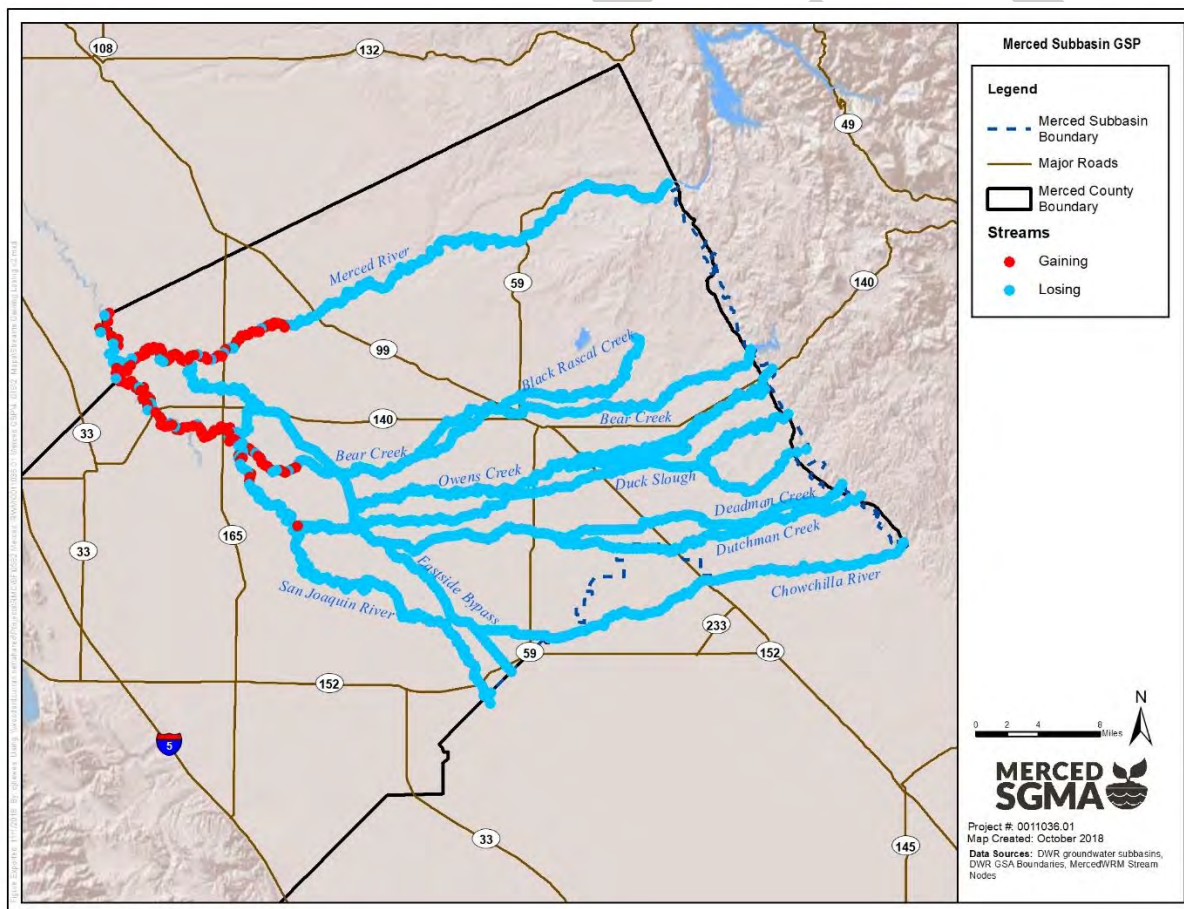 Merced Subbasin GSP
Legend
Merced Subbasin
Boundary
Major Roads
Merced County
Boundary
Streams
Gaining
Losing
108
132
49
Merced River
59
140
99
Black Rascal Creek
33
140
Bear Creek
Bear Creek
Owens Creek
Duck Slough
165
33
Deadman Creek
Dutchman Creek
Eastside Bypass
Chowchilla River
San Joaquin River
233
59
152
152
5
33
145
N
0 2 4 8
Miles
MERCED
SGMA
Project #: 0011036.01
Map Created: October 2018
Data Sources: DWR groundwater subbasins,
DWR GSA Boundaries, MercedWRM Stream
Nodes